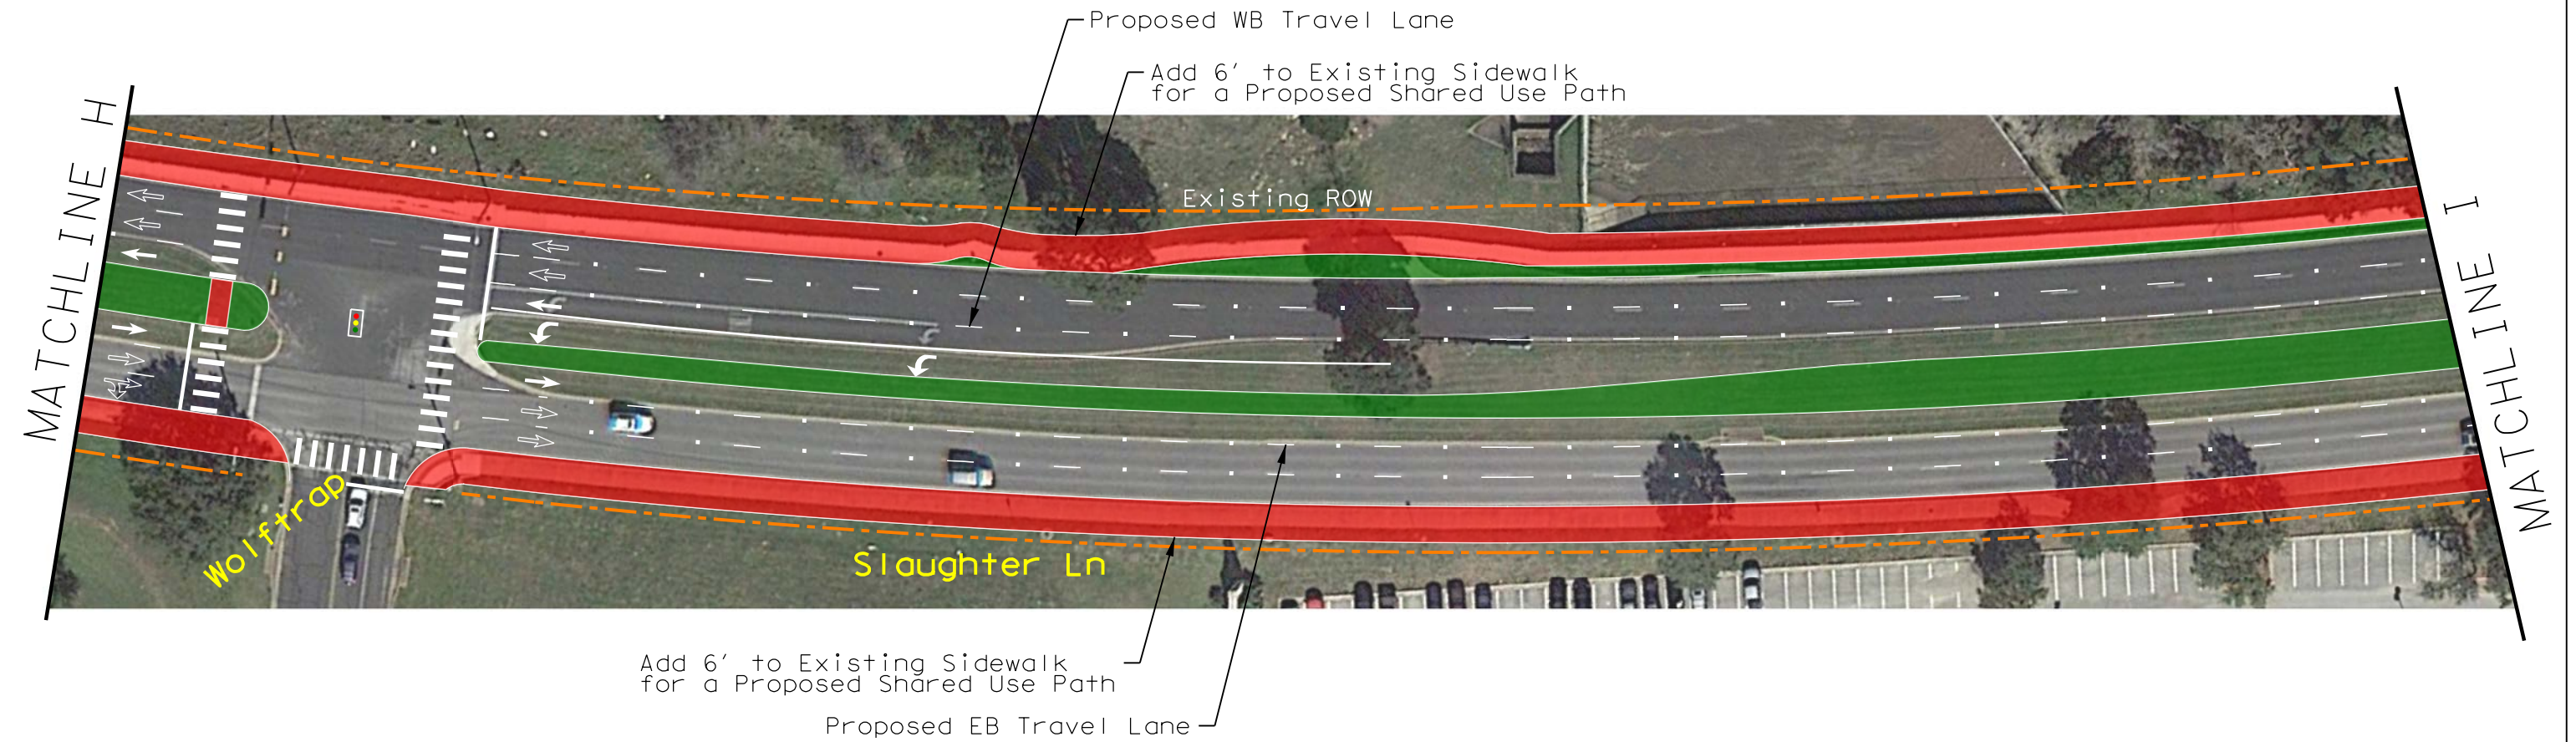 Proposed WB Travel Lane
Add 6' to Existing Sidewalk
for a Proposed Shared Use Path
MATCHLINE H
Existing ROW
MATCHLINE I
Wolftrap
Slaughter Ln
Add 6' to Existing Sidewalk
for a Proposed Shared Use Path
Proposed EB Travel Lane